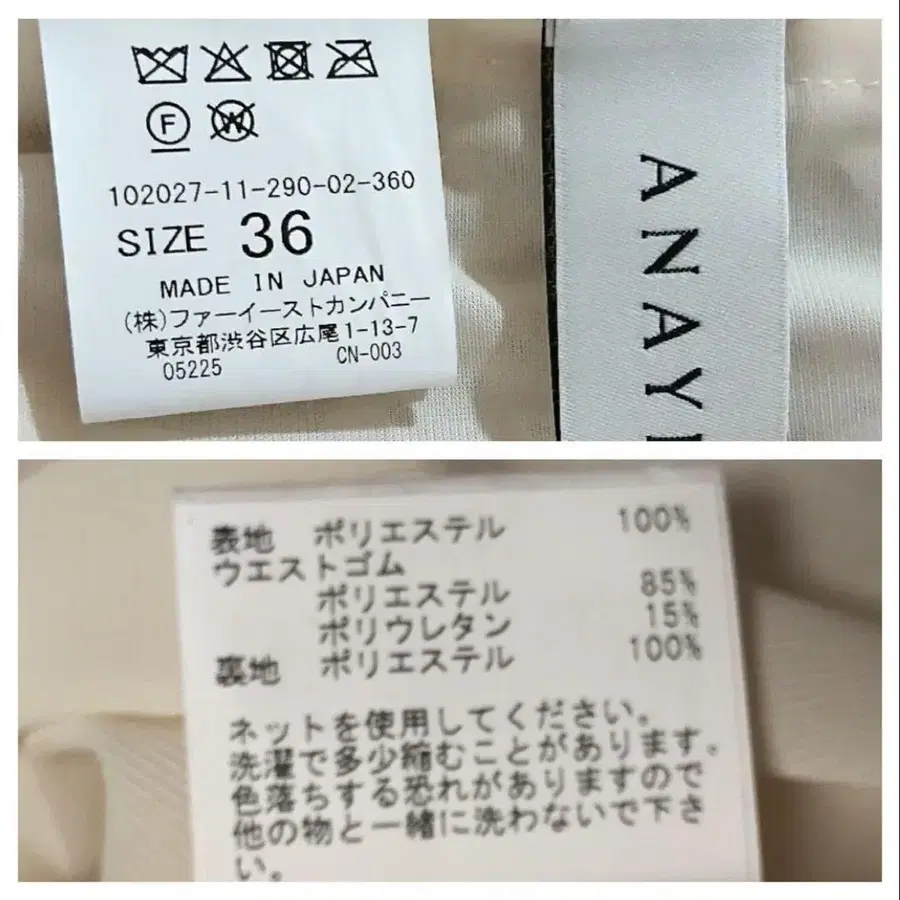 F
W
102027-11-290-02-360
SIZE 36
MADE IN JAPAN
(株)ファーイーストカンパニー
東京都渋谷区広尾1-13-7
05225 CN-003
ANAY
表地 ポリエステル 100%
ウエストゴム
ポリエステル 85%
ポリウレタン 15%
裏地 ポリエステル 100%
ネットを使用してください。
洗濯で多少縮むことがあります。
色落ちする恐れがありますので
他の物と一緒に洗わないで下さ
い。